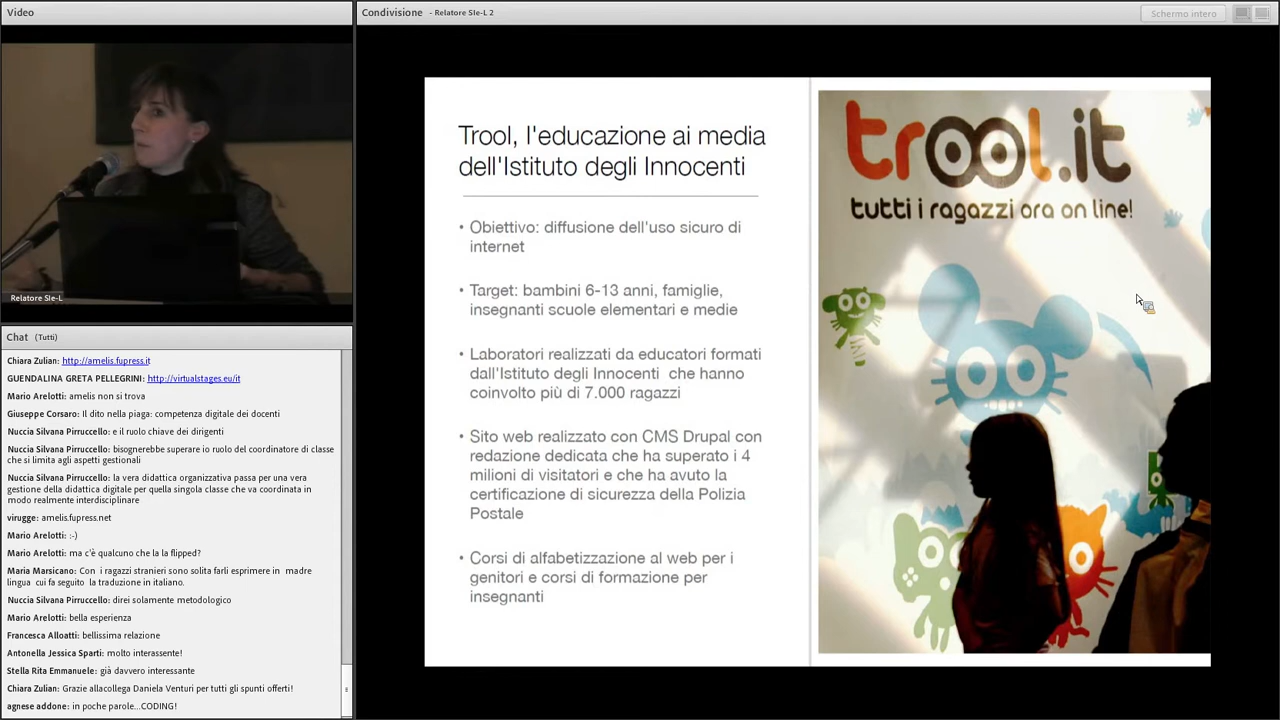 Video
Relatore SIe-L
Chat (Tutti)
Chiara Zulian: http://amelis.fupress.it
GUENDALINA GRETA PELLEGRINI: http://virtualstages.eu/it
Mario Arelotti: amelis non si trova
Giuseppe Corsaro: Il dito nella piaga: competenza digitale dei docenti
Nuccia Silvana Pirruccello: e il ruolo chiave dei dirigenti
Nuccia Silvana Pirruccello: bisognerebbe superare io ruolo del coordinatore di classe
che si limita agli aspetti gestionali
Nuccia Silvana Pirruccello: la vera didattica organizzativa passa per una vera
gestione della didattica digitale per quella singola classe che va coordinata in
modo realmente interdisciplinare
virugge: amelis.fupress.net
Mario Arelotti: :-)
Mario Arelotti: ma c'è qualcuno che la la flipped?
Maria Marsicano: Con i ragazzi stranieri sono solita farli esprimere in madre
lingua cui fa seguito la traduzione in italiano.
Nuccia Silvana Pirruccello: direi solamente metodologico
Mario Arelotti: bella esperienza
Francesca Alloatti: bellissima relazione
Antonella Jessica Sparti: molto interassente!
Stella Rita Emmanuele: già davvero interessante
Chiara Zulian: Grazie allacollega Daniela Venturi per tutti gli spunti offerti!
agnese addone: in poche parole...CODING!
Condivisione - Relatore SIe-L 2
Schermo intero
Trool, l'educazione ai media
dell'Istituto degli Innocenti
• Obiettivo: diffusione dell'uso sicuro di
internet
• Target: bambini 6-13 anni, famiglie,
insegnanti scuole elementari e medie
• Laboratori realizzati da educatori formati
dall'Istituto degli Innocenti che hanno
coinvolto più di 7.000 ragazzi
• Sito web realizzato con CMS Drupal con
redazione dedicata che ha superato i 4
milioni di visitatori e che ha avuto la
certificazione di sicurezza della Polizia
Postale
• Corsi di alfabetizzazione al web per i
genitori e corsi di formazione per
insegnanti
trool.it
tutti i ragazzi ora on line!